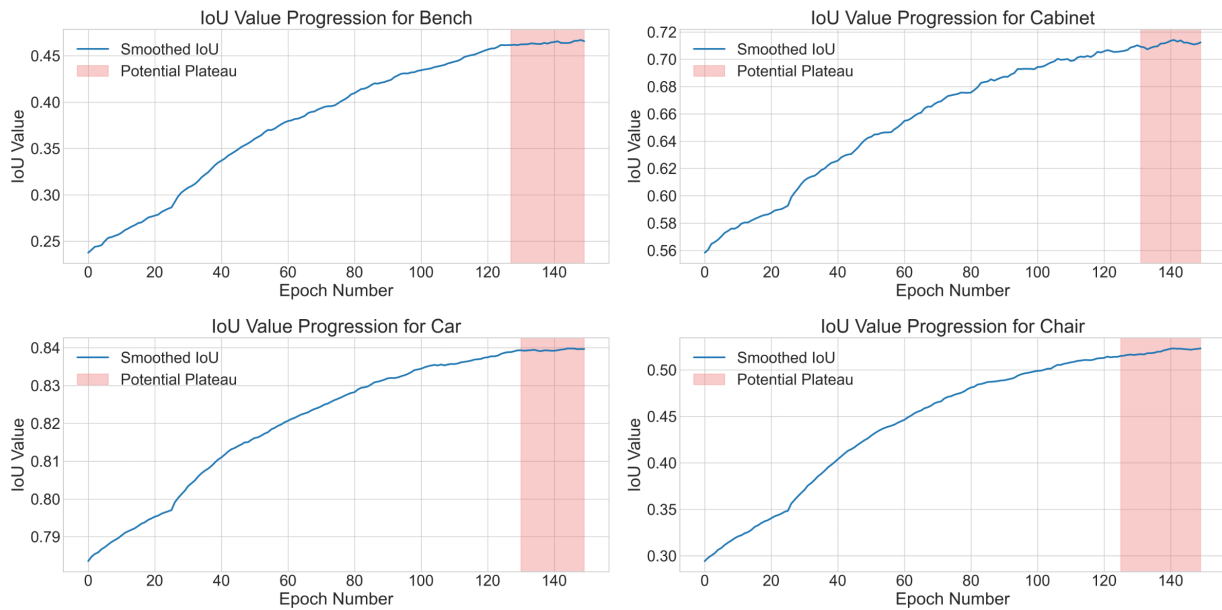 IoU Value Progression for Bench
Smoothed IoU
Potential Plateau
IoU Value
0.45
0.40
0.35
0.30
0.25
0 20 40 60 80 100 120 140
Epoch Number
IoU Value Progression for Cabinet
Smoothed IoU
Potential Plateau
IoU Value
0.72
0.70
0.68
0.66
0.64
0.62
0.60
0.58
0.56
0 20 40 60 80 100 120 140
Epoch Number
IoU Value Progression for Car
Smoothed IoU
Potential Plateau
IoU Value
0.84
0.83
0.82
0.81
0.80
0.79
0 20 40 60 80 100 120 140
Epoch Number
IoU Value Progression for Chair
Smoothed IoU
Potential Plateau
IoU Value
0.50
0.45
0.40
0.35
0.30
0 20 40 60 80 100 120 140
Epoch Number